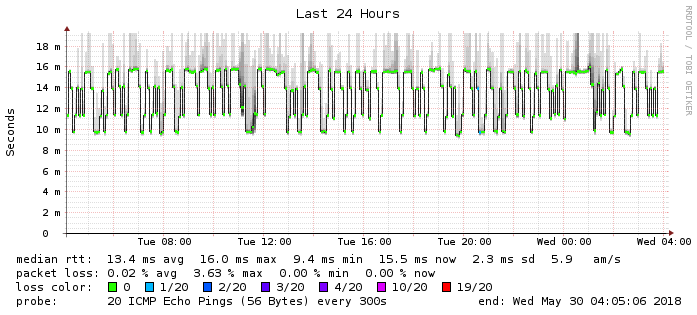 Last 24 Hours
RRDTOOL / TOBI OETIKER
Seconds
18 m
16 m
14 m
12 m
10 m
8 m
6 m
4 m
2 m
0
Tue 08:00 Tue 12:00 Tue 16:00 Tue 20:00 Wed 00:00 Wed 04:00
median rtt: 13.4 ms avg 16.0 ms max 9.4 ms min 15.5 ms now 2.3 ms sd 5.9 am/s
packet loss: 0.02 % avg 3.63 % max 0.00 % min 0.00 % now
loss color: 0 1/20 2/20 3/20 4/20 10/20 19/20
probe: 20 ICMP Echo Pings (56 Bytes) every 300s end: Wed May 30 04:05:06 2018